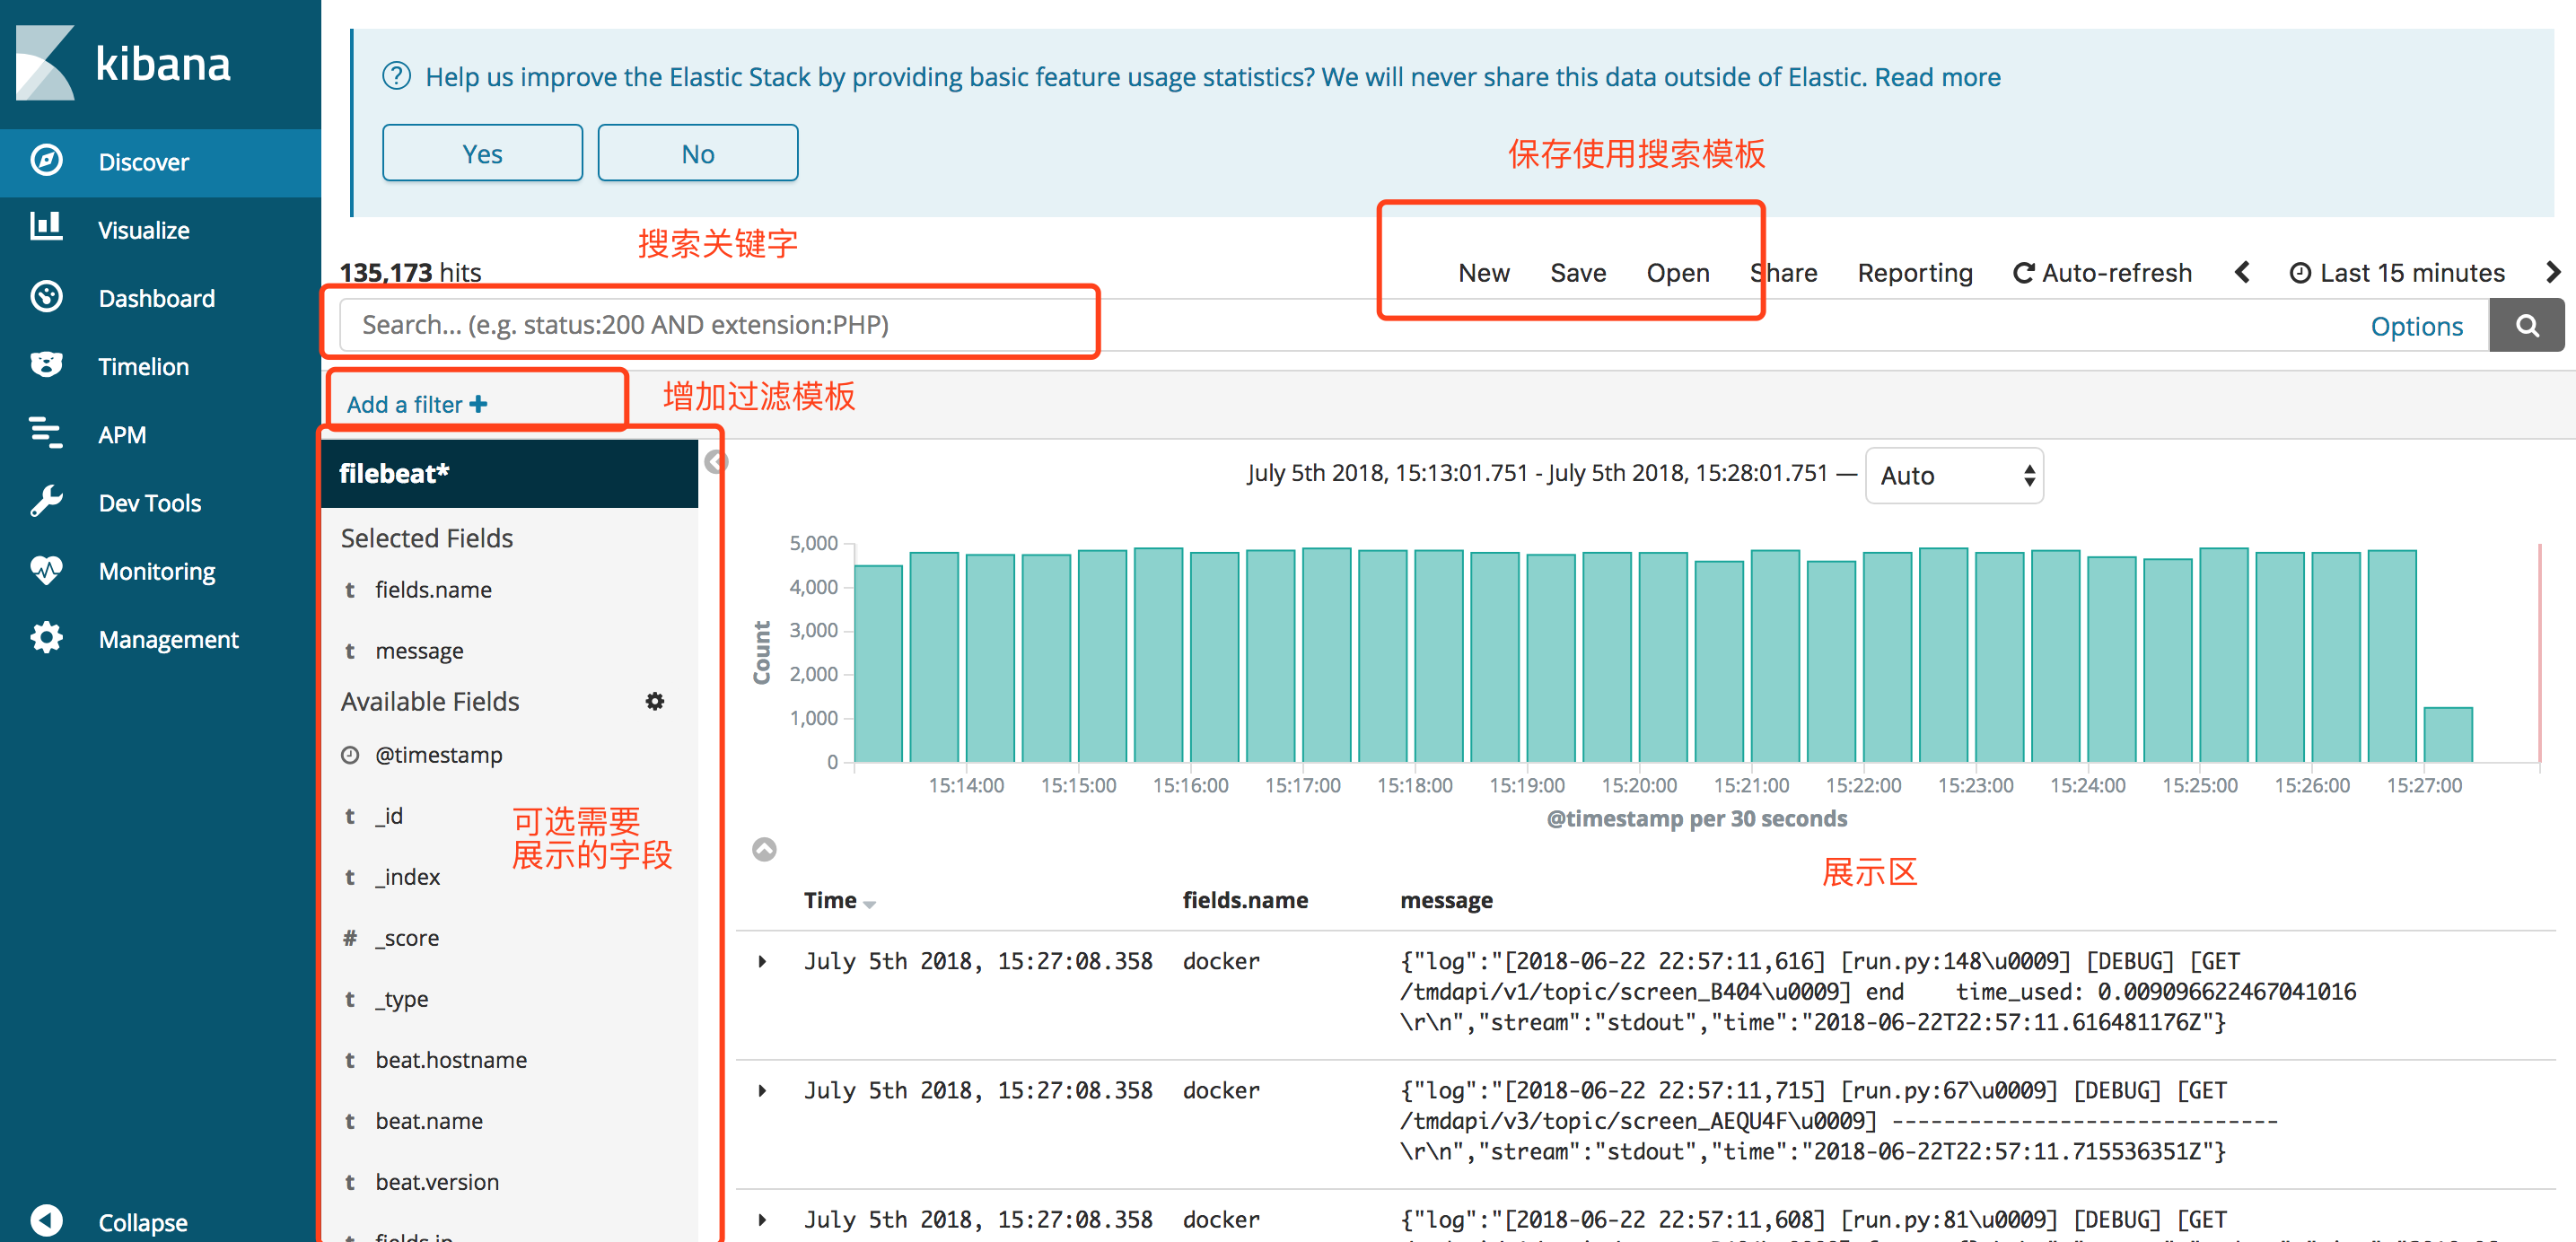 kibana
Discover
Visualize
Dashboard
Timelion
APM
Dev Tools
Monitoring
Management
Collapse
Help us improve the Elastic Stack by providing basic feature usage statistics? We will never share this data outside of Elastic. Read more
Yes No
保存使用搜索模板
搜索关键字
135,173 hits
New Save Open Share Reporting Auto-refresh Last 15 minutes
Search... (e.g. status:200 AND extension:PHP)
Options
Add a filter
增加过滤模板
filebeat*
Selected Fields
t fields.name
t message
Available Fields
@timestamp
t _id
t _index
# _score
t _type
t beat.hostname
t beat.name
t beat.version
可选需要
展示的字段
July 5th 2018, 15:13:01.751 - July 5th 2018, 15:28:01.751 — Auto
Count
5,000
4,000
3,000
2,000
1,000
0
15:14:00 15:15:00 15:16:00 15:17:00 15:18:00 15:19:00 15:20:00 15:21:00 15:22:00 15:23:00 15:24:00 15:25:00 15:26:00 15:27:00
@timestamp per 30 seconds
展示区
Time fields.name message
July 5th 2018, 15:27:08.358 docker {"log":"[2018-06-22 22:57:11,616] [run.py:148\u0009] [DEBUG] [GET
/tmdapi/v1/topic/screen_B404\u0009] end time_used: 0.009096622467041016
\r\n","stream":"stdout","time":"2018-06-22T22:57:11.616481176Z"}
July 5th 2018, 15:27:08.358 docker {"log":"[2018-06-22 22:57:11,715] [run.py:67\u0009] [DEBUG] [GET
/tmdapi/v3/topic/screen_AEQU4F\u0009] ------------------------------
\r\n","stream":"stdout","time":"2018-06-22T22:57:11.715536351Z"}
July 5th 2018, 15:27:08.358 docker {"log":"[2018-06-22 22:57:11,608] [run.py:81\u0009] [DEBUG] [GET